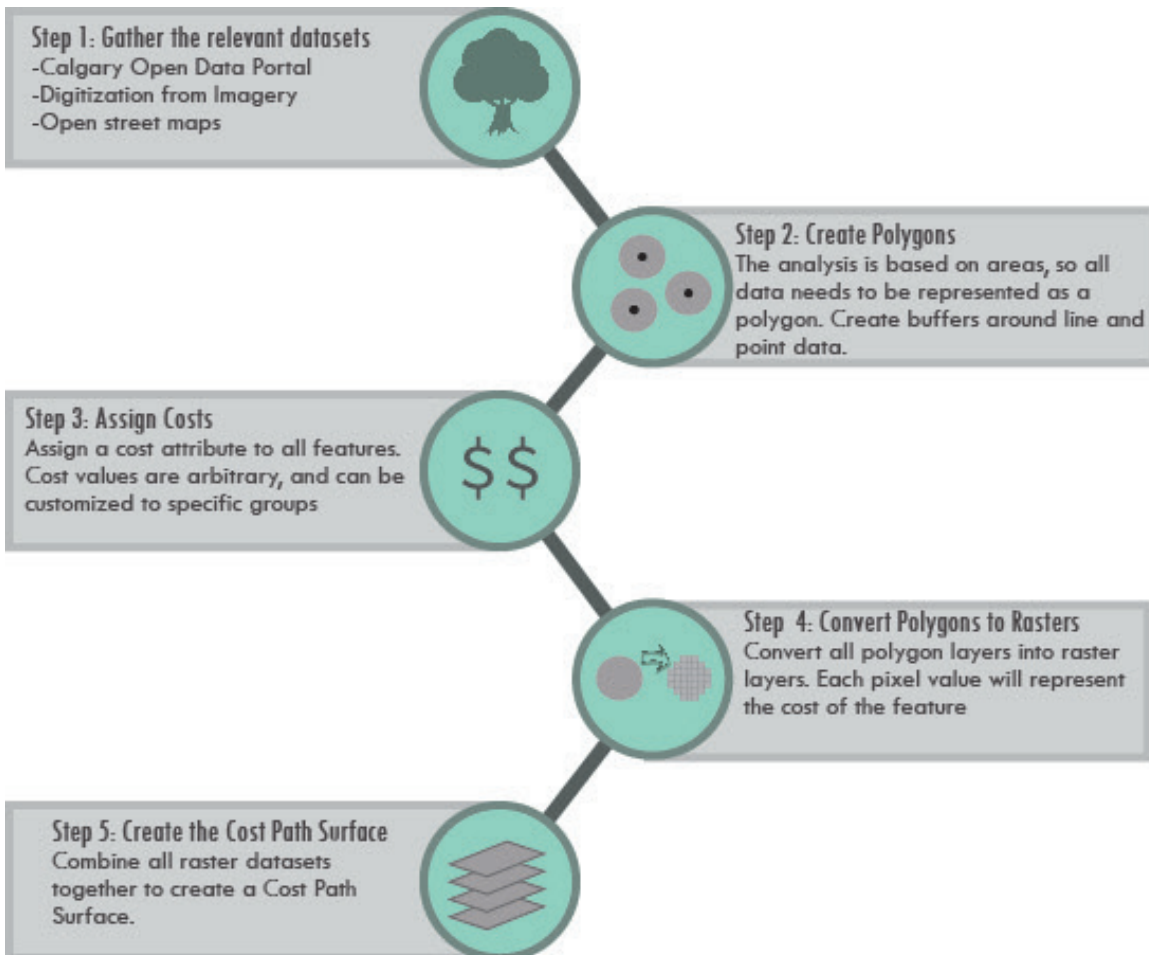 Step 1: Gather the relevant datasets
-Calgary Open Data Portal
-Digitization from Imagery
-Open street maps
Step 2: Create Polygons
The analysis is based on areas, so all
data needs to be represented as a
polygon. Create buffers around line and
point data.
Step 3: Assign Costs
Assign a cost attribute to all features.
Cost values are arbitrary, and can be
customized to specific groups
$$
Step 4: Convert Polygons to Rasters
Convert all polygon layers into raster
layers. Each pixel value will represent
the cost of the feature
Step 5: Create the Cost Path Surface
Combine all raster datasets
together to create a Cost Path
Surface.